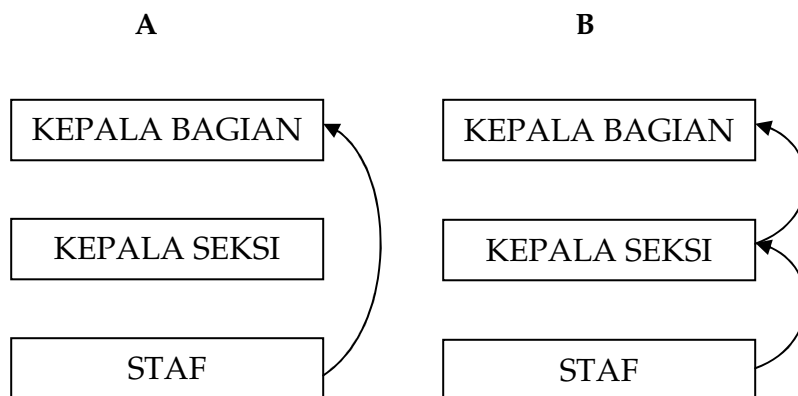 A
KEPALA BAGIAN
KEPALA SEKSI
STAF
B
KEPALA BAGIAN
KEPALA SEKSI
STAF